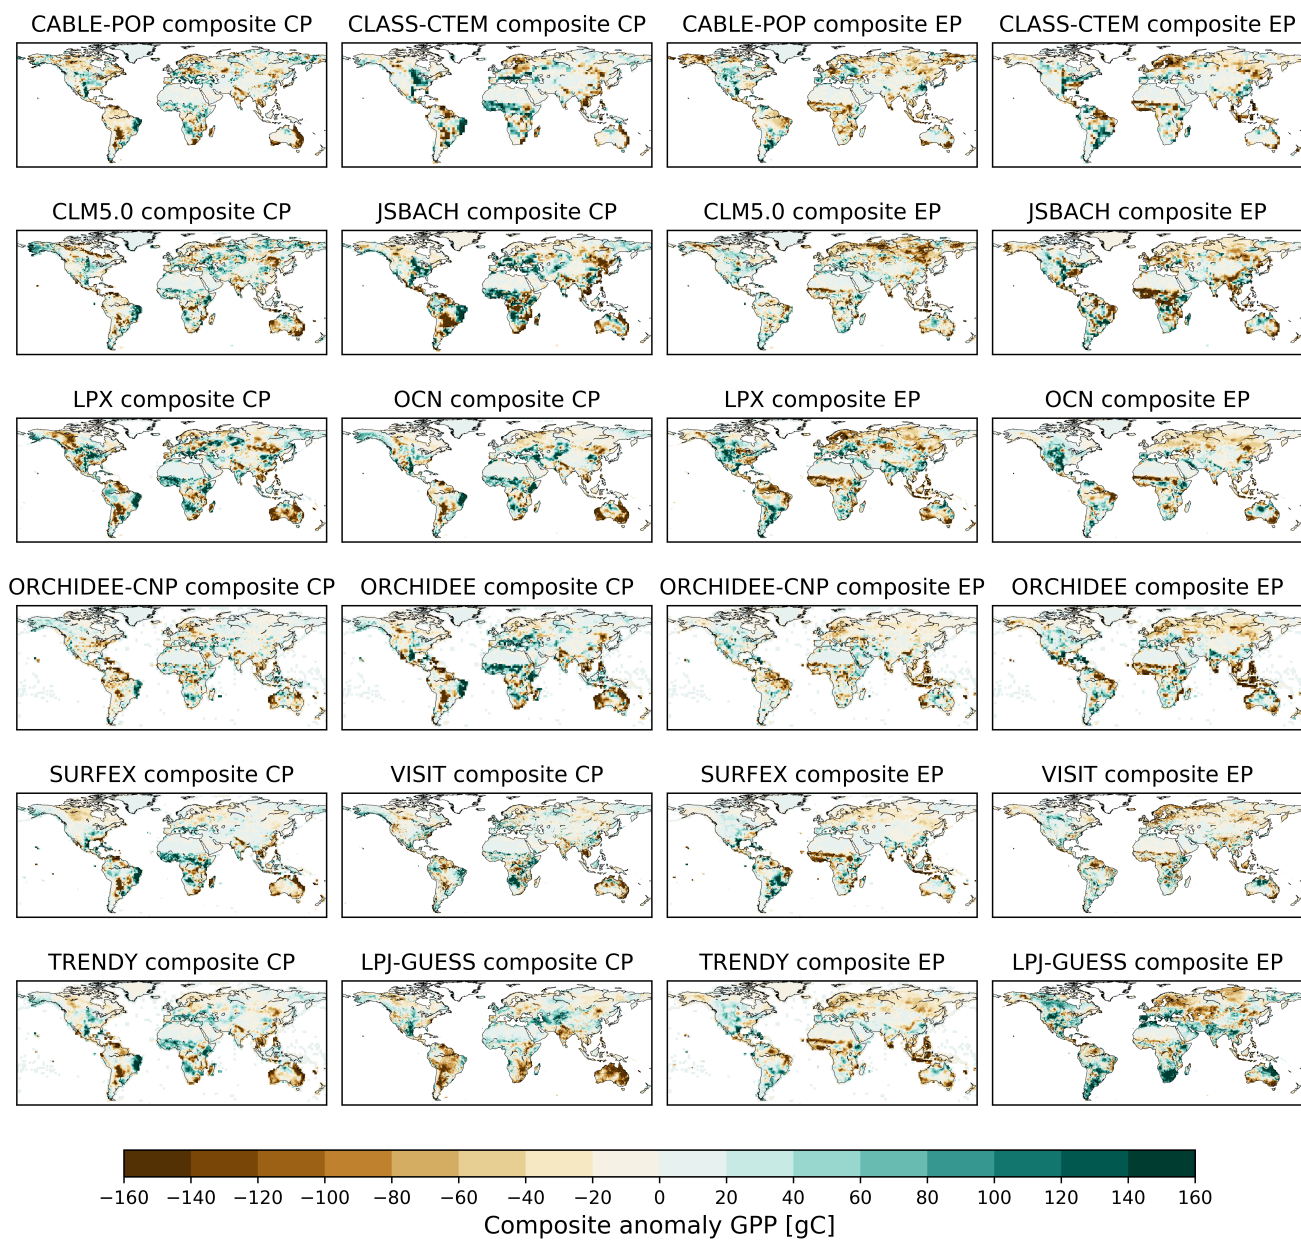 CABLE-POP composite CP CLASS-CTEM composite CP CABLE-POP composite EP CLASS-CTEM composite EP
CLM5.0 composite CP JSBACH composite CP CLM5.0 composite EP JSBACH composite EP
LPX composite CP OCN composite CP LPX composite EP OCN composite EP
ORCHIDEE-CNP composite CP ORCHIDEE composite CP ORCHIDEE-CNP composite EP ORCHIDEE composite EP
SURFEX composite CP VISIT composite CP SURFEX composite EP VISIT composite EP
TRENDY composite CP LPJ-GUESS composite CP TRENDY composite EP LPJ-GUESS composite EP
−160 −140 −120 −100 −80 −60 −40 −20 0 20 40 60 80 100 120 140 160
Composite anomaly GPP [gC]